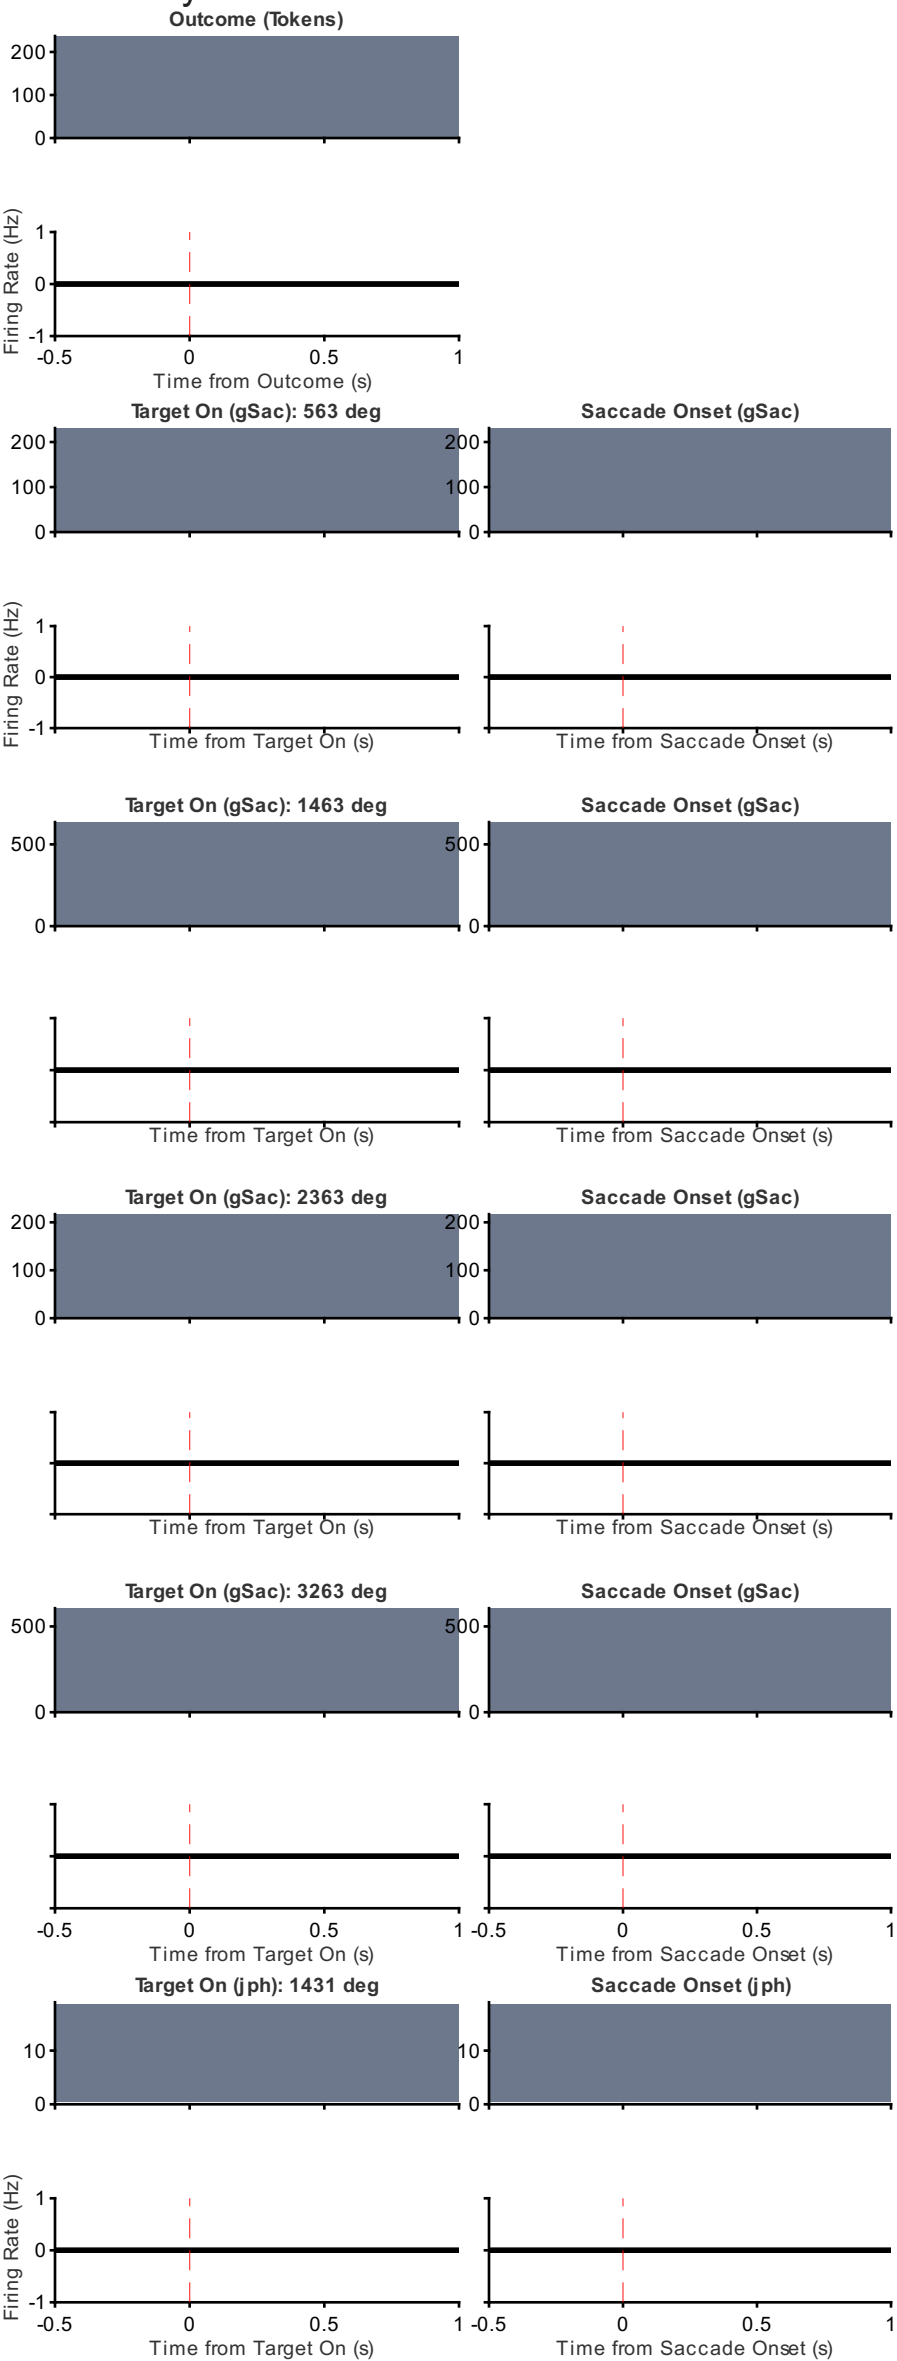 Outcome (Tokens)
200
100
0
Firing Rate (Hz)
1
0
-1
-0.5 0 0.5 1
Time from Outcome (s)
Target On (gSac): 563 deg Saccade Onset (gSac)
200 200
100 100
0 0
Firing Rate (Hz)
1
0
-1
Time from Target On (s) Time from Saccade Onset (s)
Target On (gSac): 1463 deg Saccade Onset (gSac)
500 500
0 0
Time from Target On (s) Time from Saccade Onset (s)
Target On (gSac): 2363 deg Saccade Onset (gSac)
200 200
100 100
0 0
Time from Target On (s) Time from Saccade Onset (s)
Target On (gSac): 3263 deg Saccade Onset (gSac)
500 500
0 0
-0.5 0 0.5 1 -0.5 0 0.5 1
Time from Target On (s) Time from Saccade Onset (s)
Target On (jph): 1431 deg Saccade Onset (jph)
10 10
0 0
Firing Rate (Hz)
1
0
-1
-0.5 0 0.5 1 -0.5 0 0.5 1
Time from Target On (s) Time from Saccade Onset (s)